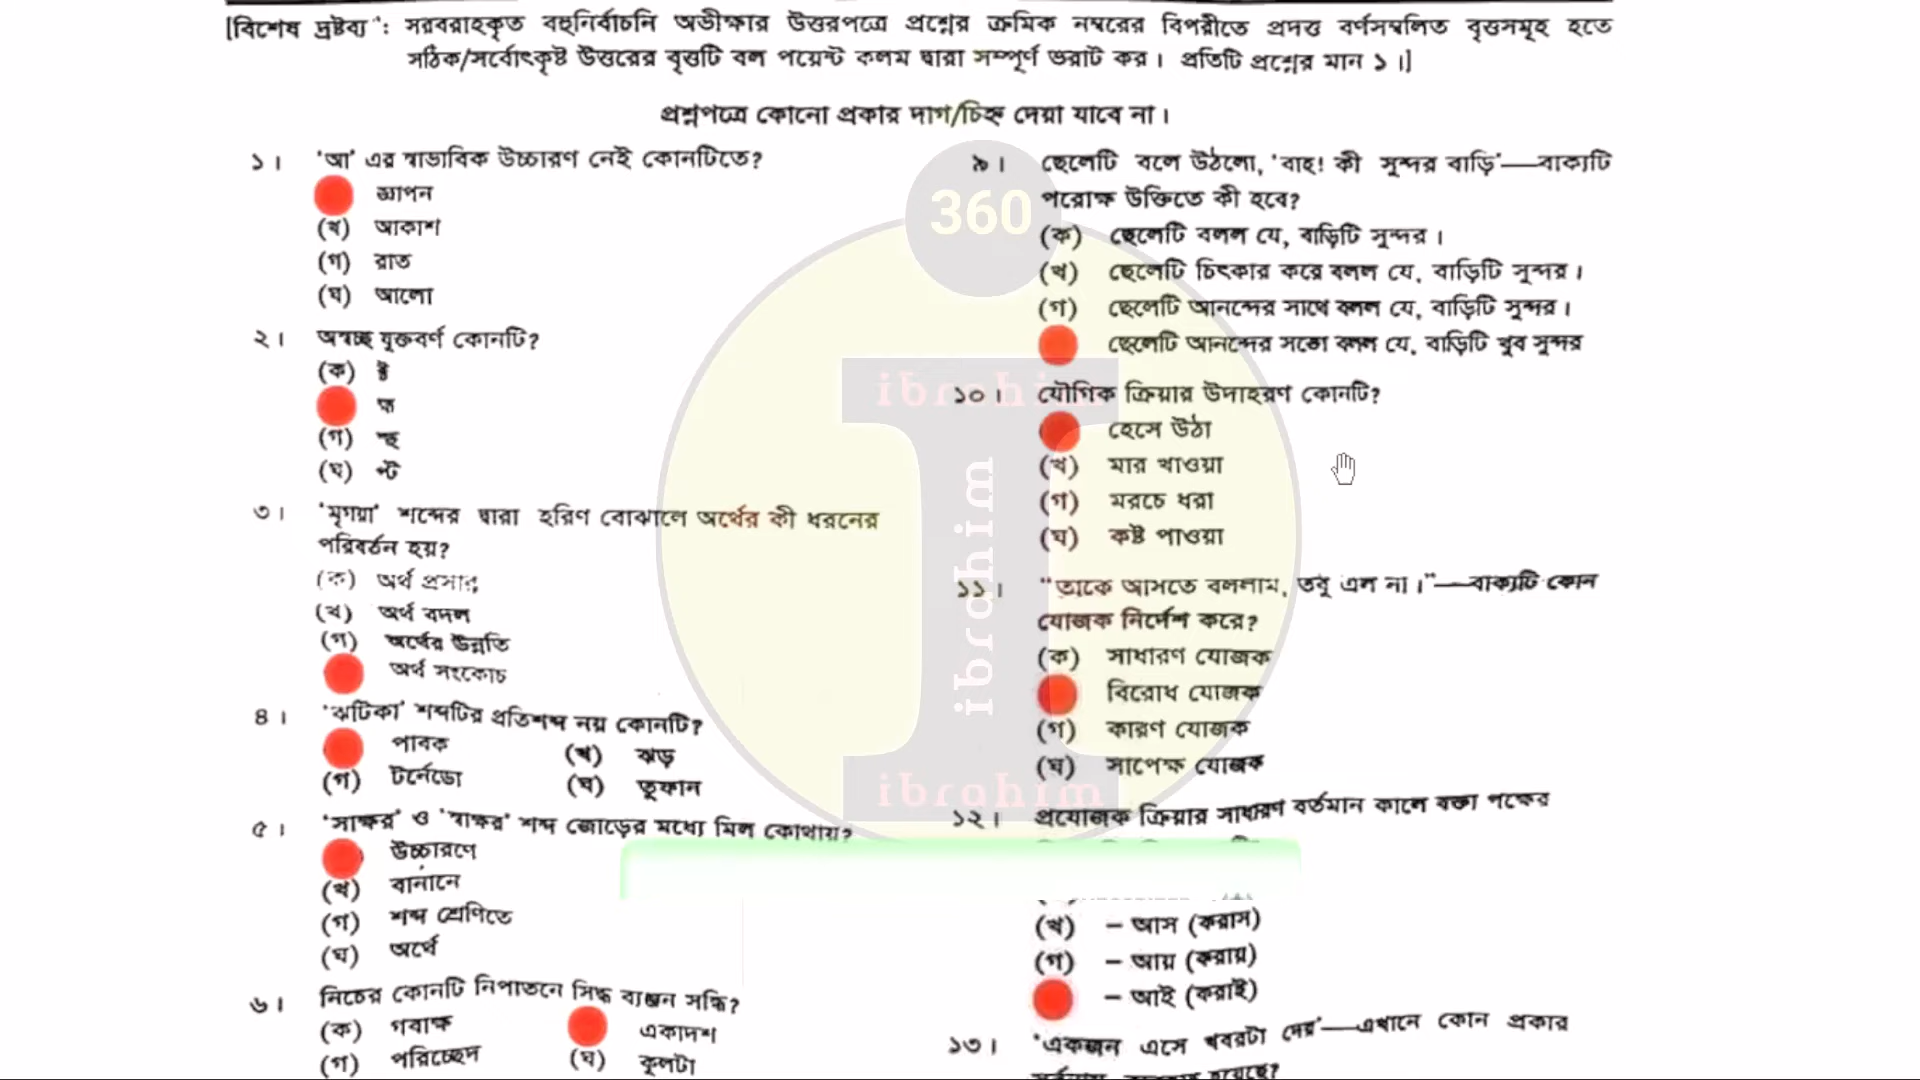 [বিশেষ দ্রষ্টব্য : সরবরাহকৃত বহুনির্বাচনি অভীক্ষার উত্তরপত্রে প্রশ্নের ক্রমিক নম্বরের বিপরীতে প্রদত্ত বর্ণসম্বলিত বৃত্তসমূহ হতে
সঠিক/সর্বোৎকৃষ্ট উত্তরের বৃত্তটি বল পয়েন্ট কলম দ্বারা সম্পূর্ণ ভরাট কর। প্রতিটি প্রশ্নের মান ১।]
প্রশ্নপত্রে কোনো প্রকার দাগ/চিহ্ন দেয়া যাবে না।
১। 'আ' এর স্বাভাবিক উচ্চারণ নেই কোনটিতে?
জ্ঞাপন
(খ) আকাশ
(গ) রাত
(ঘ) আলো
২। অস্বচ্ছ যুক্তবর্ণ কোনটি?
(ক)
(গ)
(ঘ)
৩। 'মৃগয়া' শব্দের দ্বারা হরিণ বোঝালে অর্থের কী ধরনের
পরিবর্তন হয়?
(ক) অর্থ প্রসার
(খ) অর্থ বদল
(গ) অর্থের উন্নতি
অর্থ সংকোচ
৪। 'ঝটিকা' শব্দটির প্রতিশব্দ নয় কোনটি?
পাবক (খ) ঝড়
(গ) টর্নেডো (ঘ) তুফান
৫। 'সাক্ষর' ও 'স্বাক্ষর' শব্দ জোড়ের মধ্যে মিল কোথায়?
উচ্চারণে
(খ) বানানে
(গ) শব্দ শ্রেণিতে
(ঘ) অর্থে
৬। নিচের কোনটি নিপাতনে সিদ্ধ ব্যঞ্জন সন্ধি?
(ক) গবাক্ষ একাদশ
(গ) পরিচ্ছেদ (ঘ) কুলটা
৯। ছেলেটি বলে উঠলো, 'বাহ! কী সুন্দর বাড়ি'—বাক্যটি
পরোক্ষ উক্তিতে কী হবে?
(ক) ছেলেটি বলল যে, বাড়িটি সুন্দর।
(খ) ছেলেটি চিৎকার করে বলল যে, বাড়িটি সুন্দর।
(গ) ছেলেটি আনন্দের সাথে বলল যে, বাড়িটি সুন্দর।
ছেলেটি আনন্দের সঙ্গে বলল যে, বাড়িটি খুব সুন্দর
১০। যৌগিক ক্রিয়ার উদাহরণ কোনটি?
হেসে উঠা
(খ) মার খাওয়া
(গ) মরচে ধরা
(ঘ) কষ্ট পাওয়া
১১। "তাকে আসতে বললাম, তবু এল না।"—বাক্যটি কোন
যোজক নির্দেশ করে?
(ক) সাধারণ যোজক
বিরোধ যোজক
(গ) কারণ যোজক
(ঘ) সাপেক্ষ যোজক
১২। প্রযোজক ক্রিয়ার সাধারণ বর্তমান কালে বক্তা পক্ষের
(খ) – আস (করাস)
(গ) – আয় (করায়)
– আই (করাই)
১৩। 'একজন এসে খবরটা দেয়'—এখানে কোন প্রকার
360
ibrahim
ibrahim
ibrahim